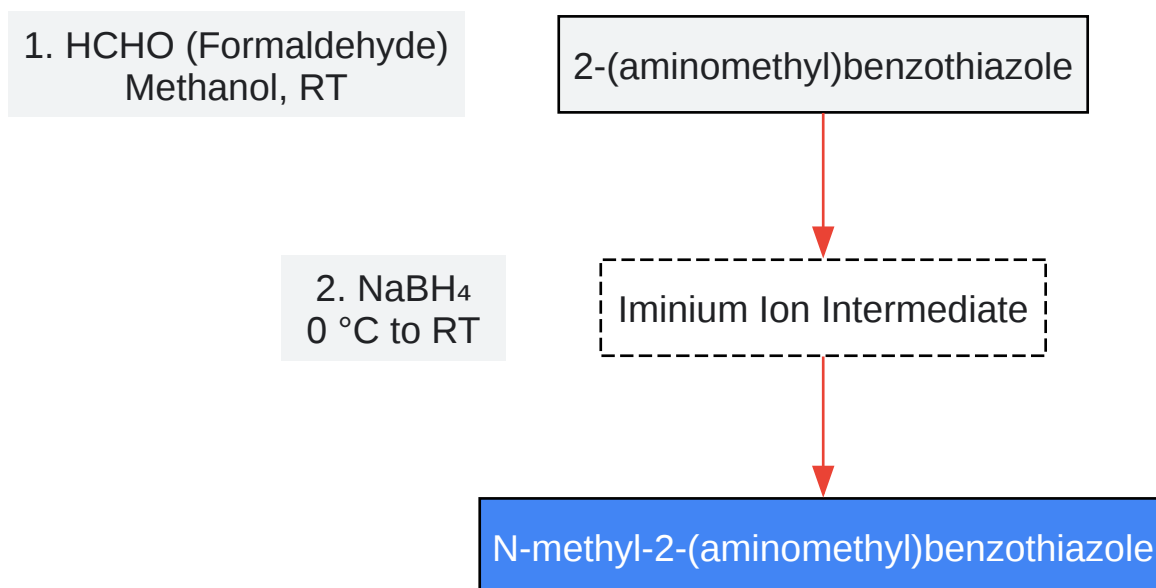 1. HCHO (Formaldehyde)
Methanol, RT
2-(aminomethyl)benzothiazole
2. NaBH₄
0 °C to RT
Iminium Ion Intermediate
N-methyl-2-(aminomethyl)benzothiazole